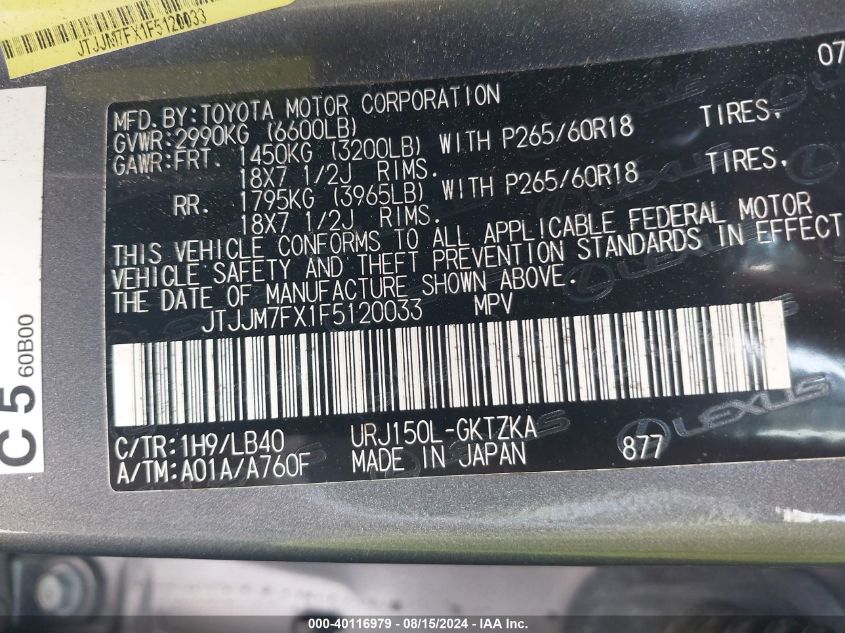 JTJJM7FX1F5120033
07
MFD. BY: TOYOTA MOTOR CORPORATION
GVWR: 2990KG (6600LB)
GAWR: FRT. 1450KG (3200LB) WITH P265/60R18 TIRES,
18X7 1/2J RIMS.
RR. 1795KG (3965LB) WITH P265/60R18 TIRES,
18X7 1/2J RIMS.
THIS VEHICLE CONFORMS TO ALL APPLICABLE FEDERAL MOTOR
VEHICLE SAFETY AND THEFT PREVENTION STANDARDS IN EFFECT
THE DATE OF MANUFACTURE SHOWN ABOVE.
JTJJM7FX1F5120033 MPV
C/TR: 1H9/LB40 URJ150L-GKTZKA
A/TM: A01A/A760F MADE IN JAPAN 877
LEXUS
C5 60B00
000-40116979 - 08/15/2024 - IAA Inc.